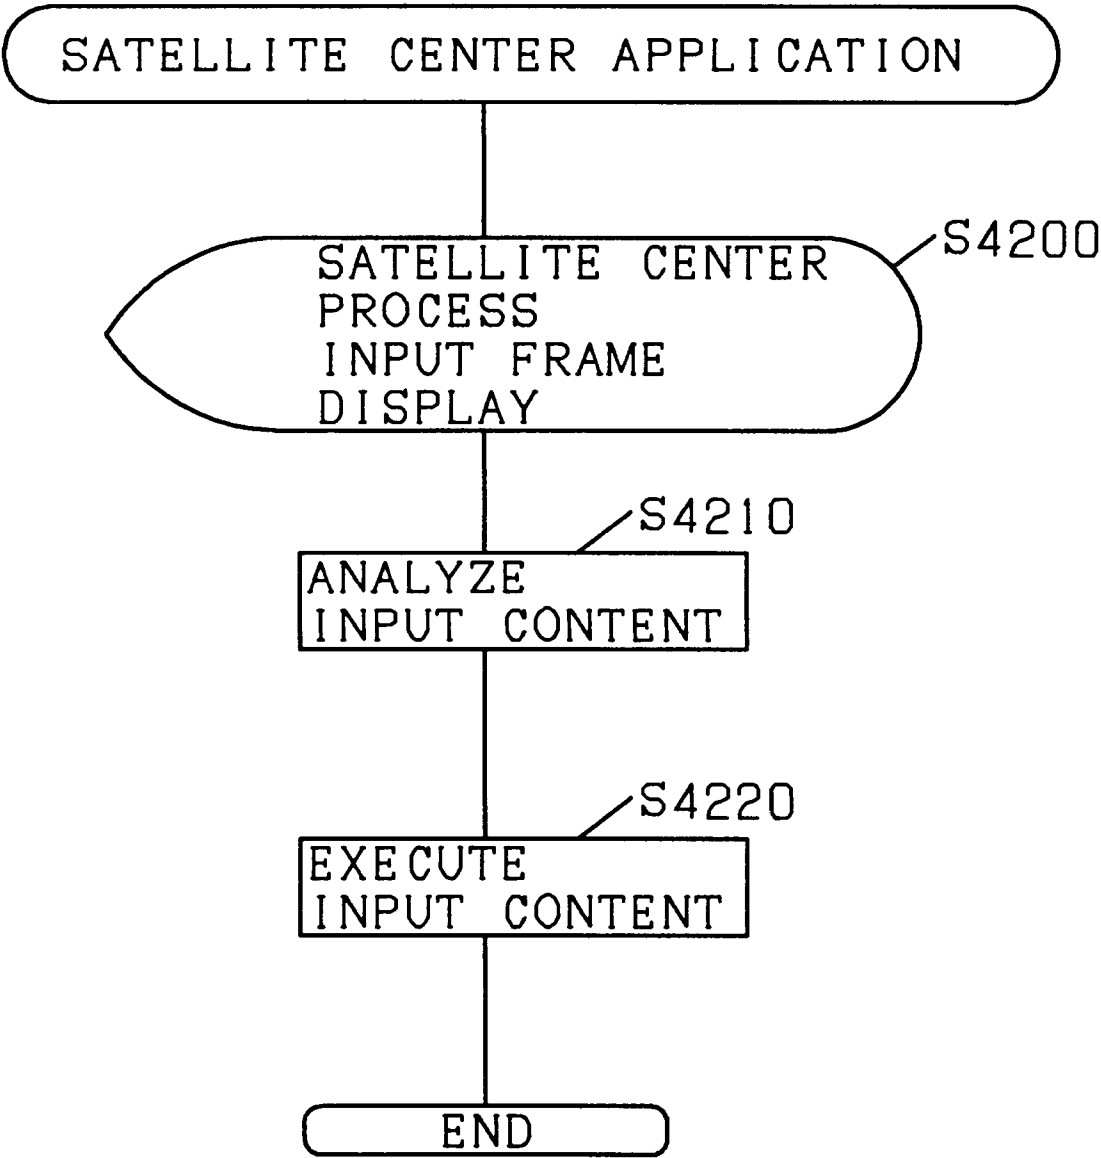 SATELLITE CENTER APPLICATION
S4200
SATELLITE CENTER
PROCESS
INPUT FRAME
DISPLAY
S4210
ANALYZE
INPUT CONTENT
S4220
EXECUTE
INPUT CONTENT
END